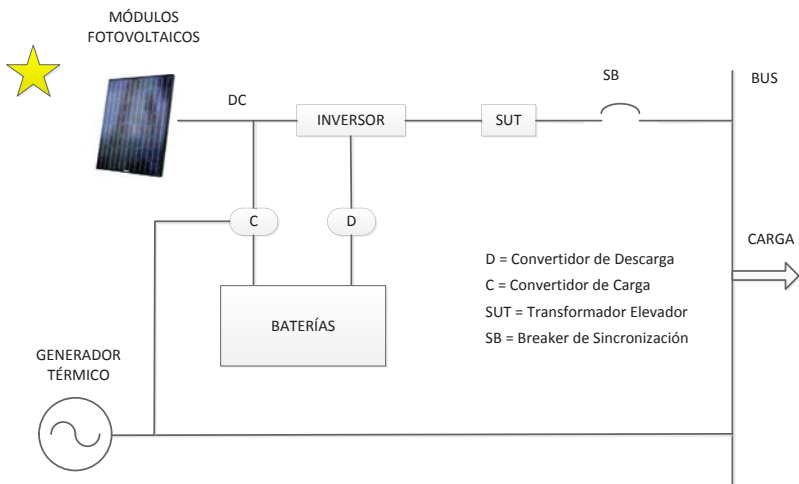 MÓDULOS
FOTOVOLTAICOS
SB
BUS
DC
INVERSOR
SUT
C
D
CARGA
D = Convertidor de Descarga
C = Convertidor de Carga
SUT = Transformador Elevador
SB = Breaker de Sincronización
BATERÍAS
GENERADOR
TÉRMICO